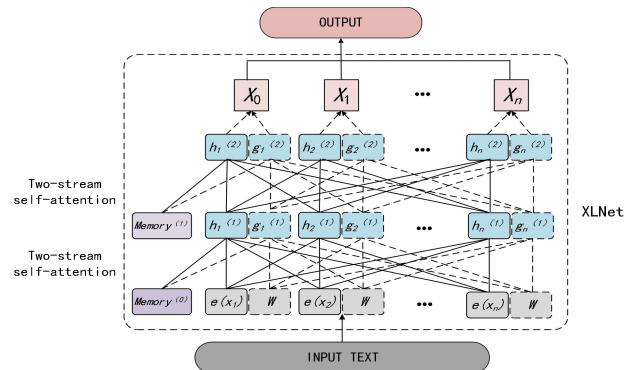 OUTPUT
X0 X1 ... Xn
h1(2) g1(2) h2(2) g2(2) ... hn(2) gn(2)
Two-stream
self-attention
Memory(1) h1(1) g1(1) h2(1) g2(1) ... hn(1) gn(1)
XLNet
Two-stream
self-attention
Memory(0) e(x1) W e(x2) W ... e(xn) W
INPUT TEXT